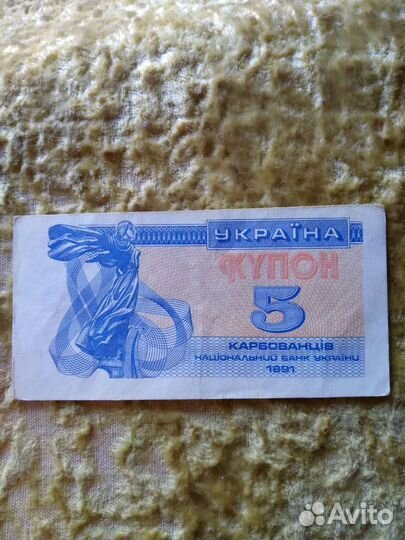 УКРАЇНА
КУПОН
5
КАРБОВАНЦІВ
НАЦІОНАЛЬНИЙ БАНК УКРАЇНИ
1991
Avito